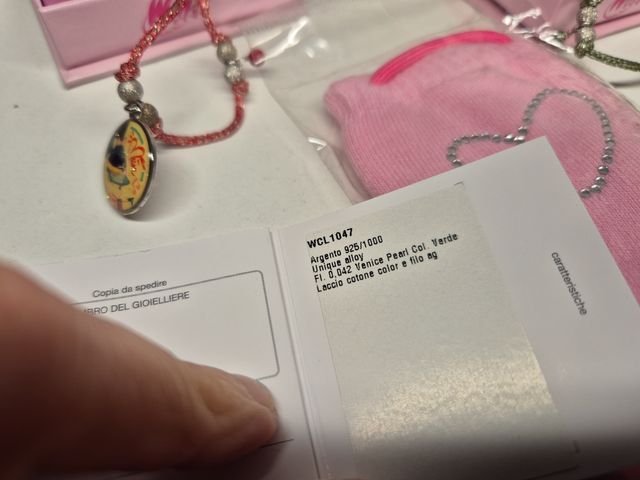 Copia da spedire
BRO DEL GIOIELLIERE
WCL1047
Argento 925/1000
Unique alloy
Fl. 0,042 Venice Pearl Col. Verde
Laccio cotone color e filo ag
caratteristiche